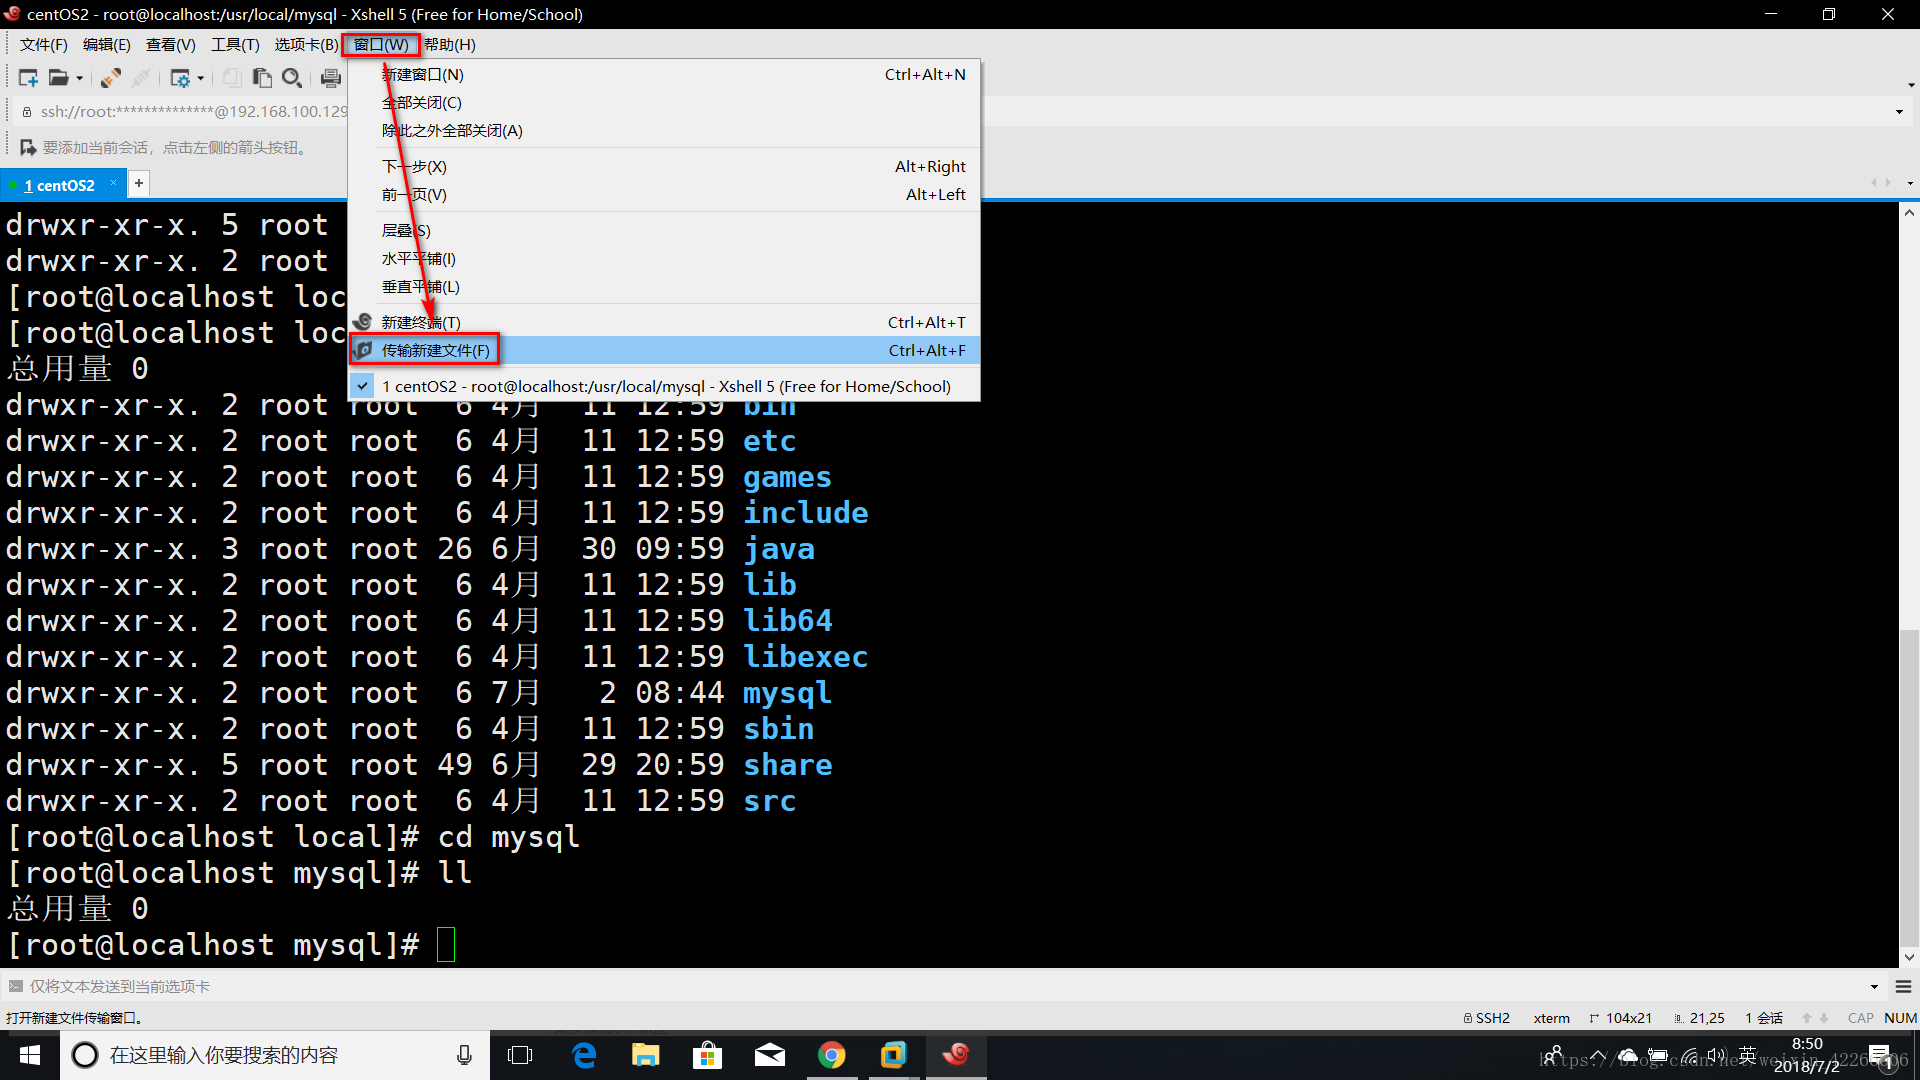 centOS2 - root@localhost:/usr/local/mysql - Xshell 5 (Free for Home/School)
文件(F) 编辑(E) 查看(V) 工具(T) 选项卡(B) 窗口(W) 帮助(H)
新建窗口(N) Ctrl+Alt+N
全部关闭(C)
除此之外全部关闭(A)
下一步(X) Alt+Right
前一页(V) Alt+Left
层叠(S)
水平平铺(I)
垂直平铺(L)
新建终端(T) Ctrl+Alt+T
传输新建文件(F) Ctrl+Alt+F
1 centOS2 - root@localhost:/usr/local/mysql - Xshell 5 (Free for Home/School)
ssh://root:**************@192.168.100.129
要添加当前会话，点击左侧的箭头按钮。
1 centOS2
drwxr-xr-x. 5 root
drwxr-xr-x. 2 root
[root@localhost loc
[root@localhost loc
总用量 0
drwxr-xr-x. 2 root root 6 4月 11 12:59 bin
drwxr-xr-x. 2 root root 6 4月 11 12:59 etc
drwxr-xr-x. 2 root root 6 4月 11 12:59 games
drwxr-xr-x. 2 root root 6 4月 11 12:59 include
drwxr-xr-x. 3 root root 26 6月 30 09:59 java
drwxr-xr-x. 2 root root 6 4月 11 12:59 lib
drwxr-xr-x. 2 root root 6 4月 11 12:59 lib64
drwxr-xr-x. 2 root root 6 4月 11 12:59 libexec
drwxr-xr-x. 2 root root 6 7月 2 08:44 mysql
drwxr-xr-x. 2 root root 6 4月 11 12:59 sbin
drwxr-xr-x. 5 root root 49 6月 29 20:59 share
drwxr-xr-x. 2 root root 6 4月 11 12:59 src
[root@localhost local]# cd mysql
[root@localhost mysql]# ll
总用量 0
[root@localhost mysql]#
仅将文本发送到当前选项卡
打开新建文件传输窗口。 SSH2 xterm 104x21 21,25 1 会话 CAP NUM
在这里输入你要搜索的内容 英 8:50
2018/7/2 1